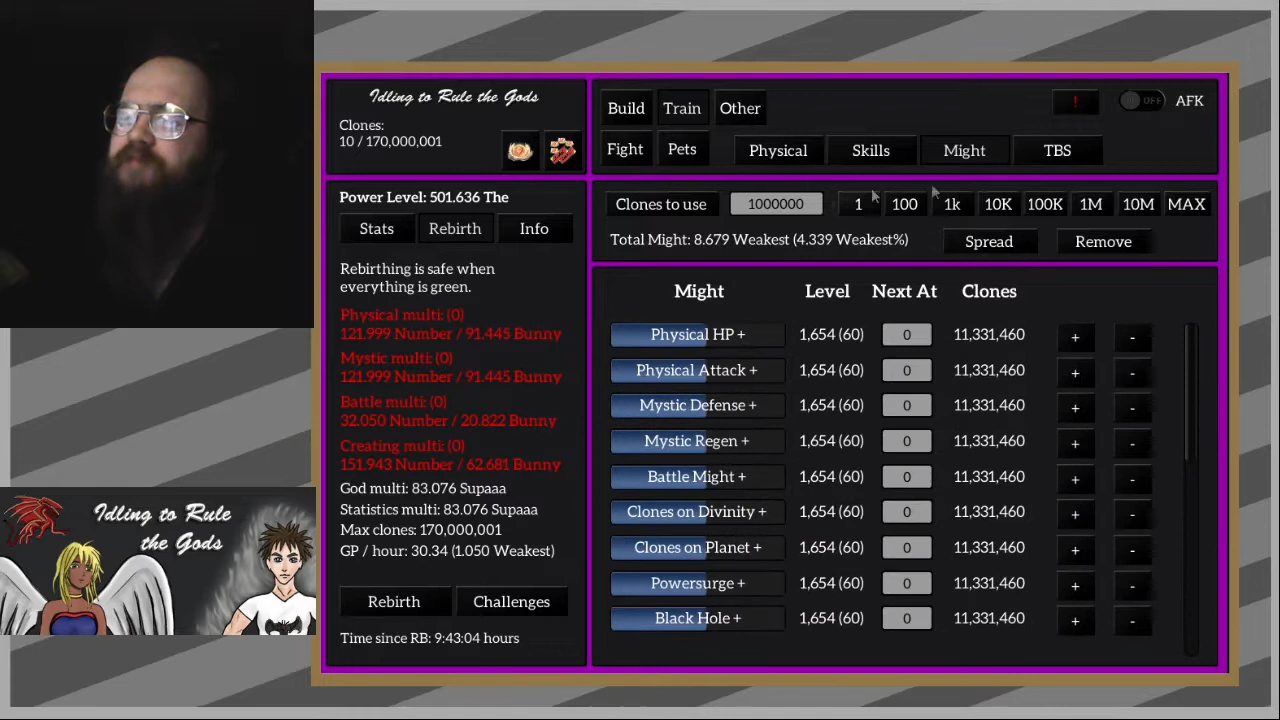 Idling to Rule the Gods
Clones:
10 / 170,000,001
Build Train Other
! OFF AFK
Fight Pets Physical Skills Might TBS
Power Level: 501.636 The
Stats Rebirth Info
Rebirthing is safe when
everything is green.
Physical multi: (0)
121.999 Number / 91.445 Bunny
Mystic multi: (0)
121.999 Number / 91.445 Bunny
Battle multi: (0)
32.050 Number / 20.822 Bunny
Creating multi: (0)
151.943 Number / 62.681 Bunny
God multi: 83.076 Supaaa
Statistics multi: 83.076 Supaaa
Max clones: 170,000,001
GP / hour: 30.34 (1.050 Weakest)
Rebirth Challenges
Time since RB: 9:43:04 hours
Clones to use 1000000 1 100 1k 10K 100K 1M 10M MAX
Total Might: 8.679 Weakest (4.339 Weakest%) Spread Remove
Might Level Next At Clones
Physical HP + 1,654 (60) 0 11,331,460 + -
Physical Attack + 1,654 (60) 0 11,331,460 + -
Mystic Defense + 1,654 (60) 0 11,331,460 + -
Mystic Regen + 1,654 (60) 0 11,331,460 + -
Battle Might + 1,654 (60) 0 11,331,460 + -
Clones on Divinity + 1,654 (60) 0 11,331,460 + -
Clones on Planet + 1,654 (60) 0 11,331,460 + -
Powersurge + 1,654 (60) 0 11,331,460 + -
Black Hole + 1,654 (60) 0 11,331,460 + -
Idling to Rule
the Gods